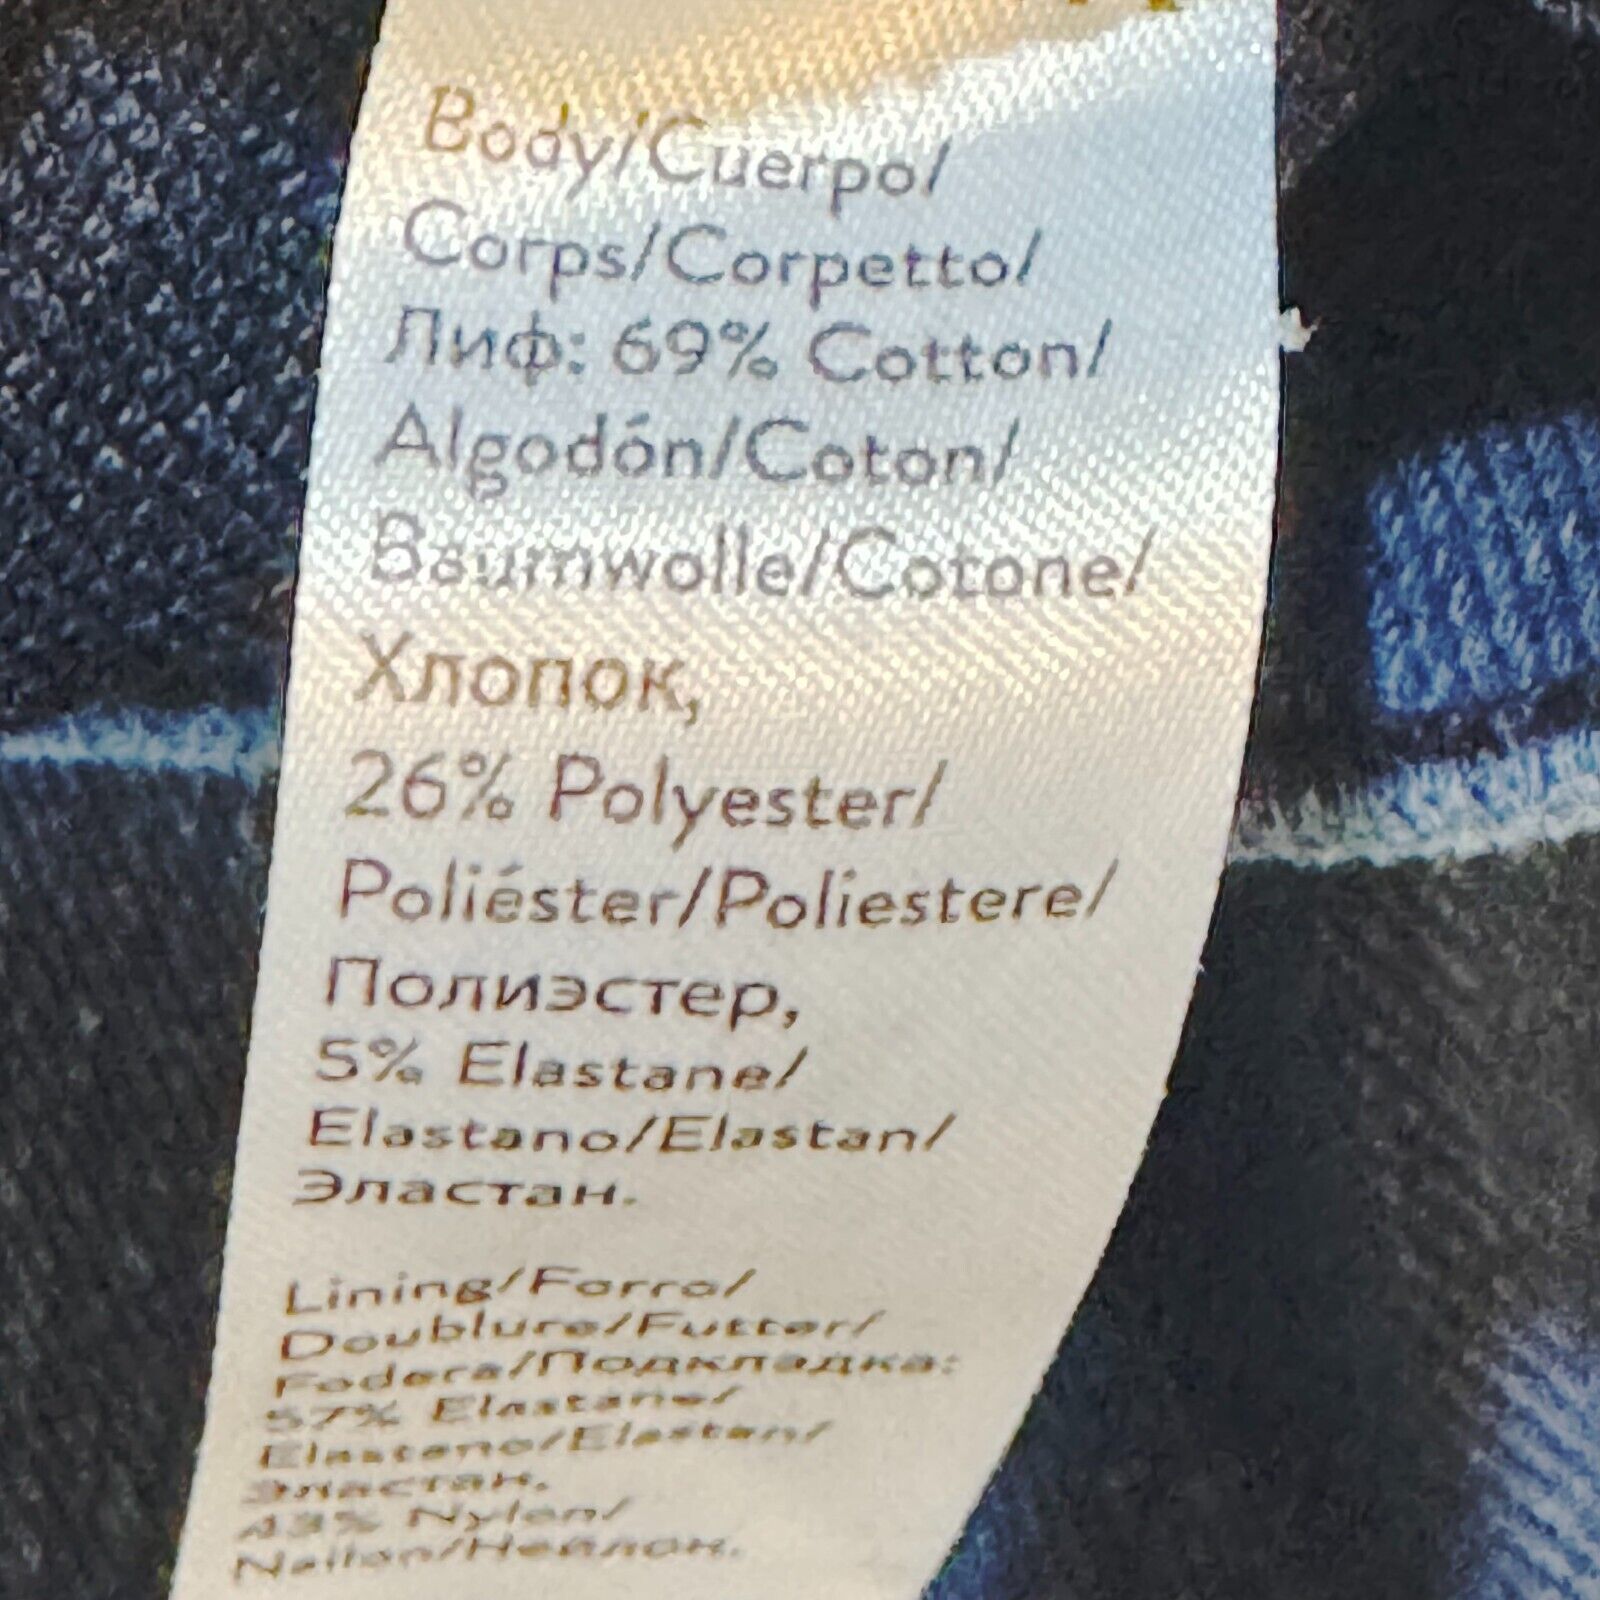 Body/Cuerpo/
Corps/Corpetto/
Лиф: 69% Cotton/
Algodón/Coton/
Baumwolle/Cotone/
Хлопок,
26% Polyester/
Poliéster/Poliestere/
Полиэстер,
5% Elastane/
Elastano/Elastan/
Эластан.
Lining/Forro/
Doublure/Futter/
Fodera/Подкладка:
57% Elastane/
Elastano/Elastan/
Эластан,
43% Nylon/
Nailon/Нейлон.